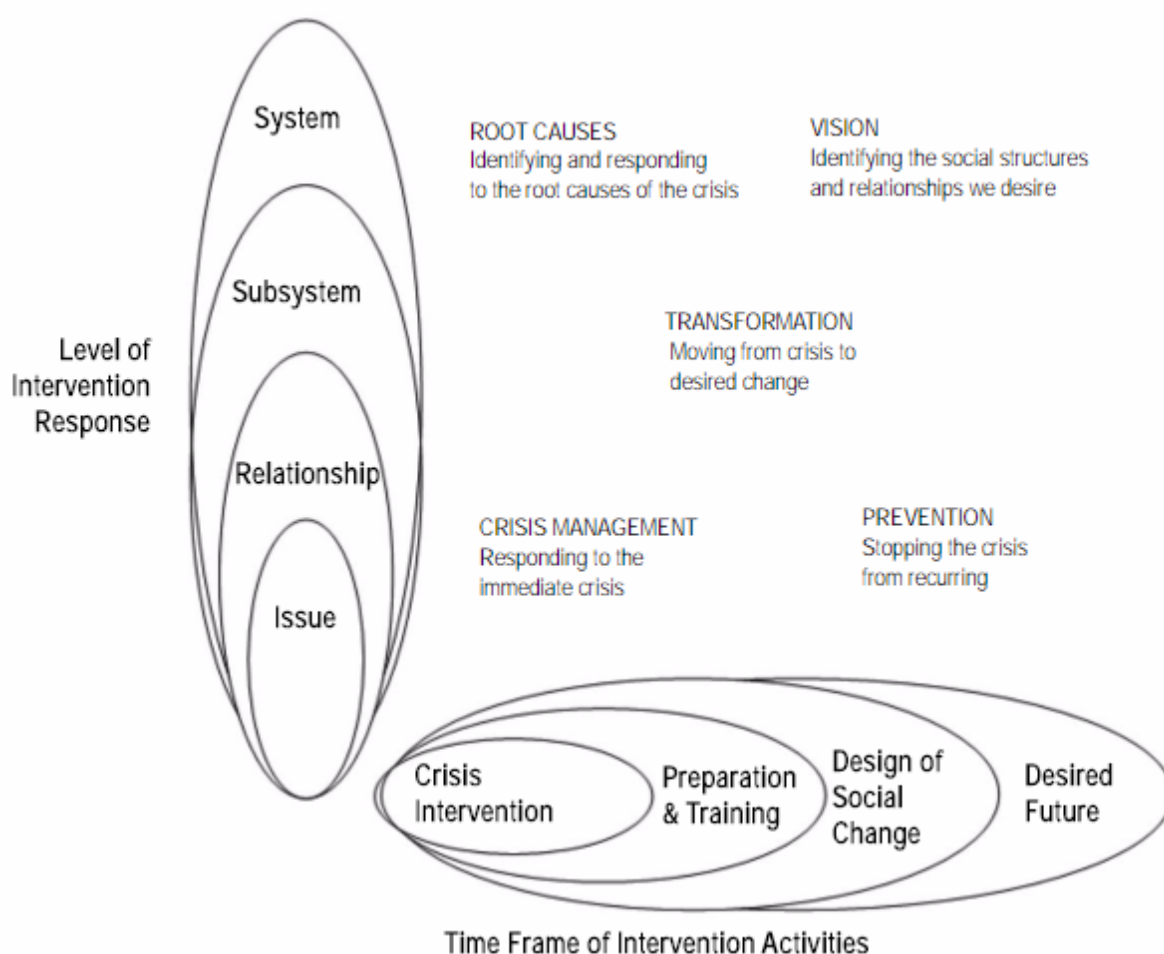 System
ROOT CAUSES
Identifying and responding
to the root causes of the crisis
VISION
Identifying the social structures
and relationships we desire
Subsystem
Level of
Intervention
Response
TRANSFORMATION
Moving from crisis to
desired change
Relationship
CRISIS MANAGEMENT
Responding to the
immediate crisis
PREVENTION
Stopping the crisis
from recurring
Issue
Crisis
Intervention
Preparation
& Training
Design of
Social
Change
Desired
Future
Time Frame of Intervention Activities